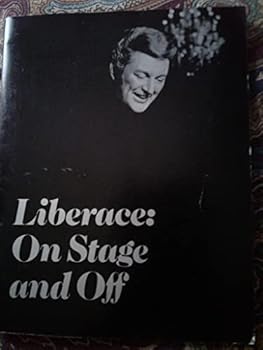 Liberace:
On Stage
and Off